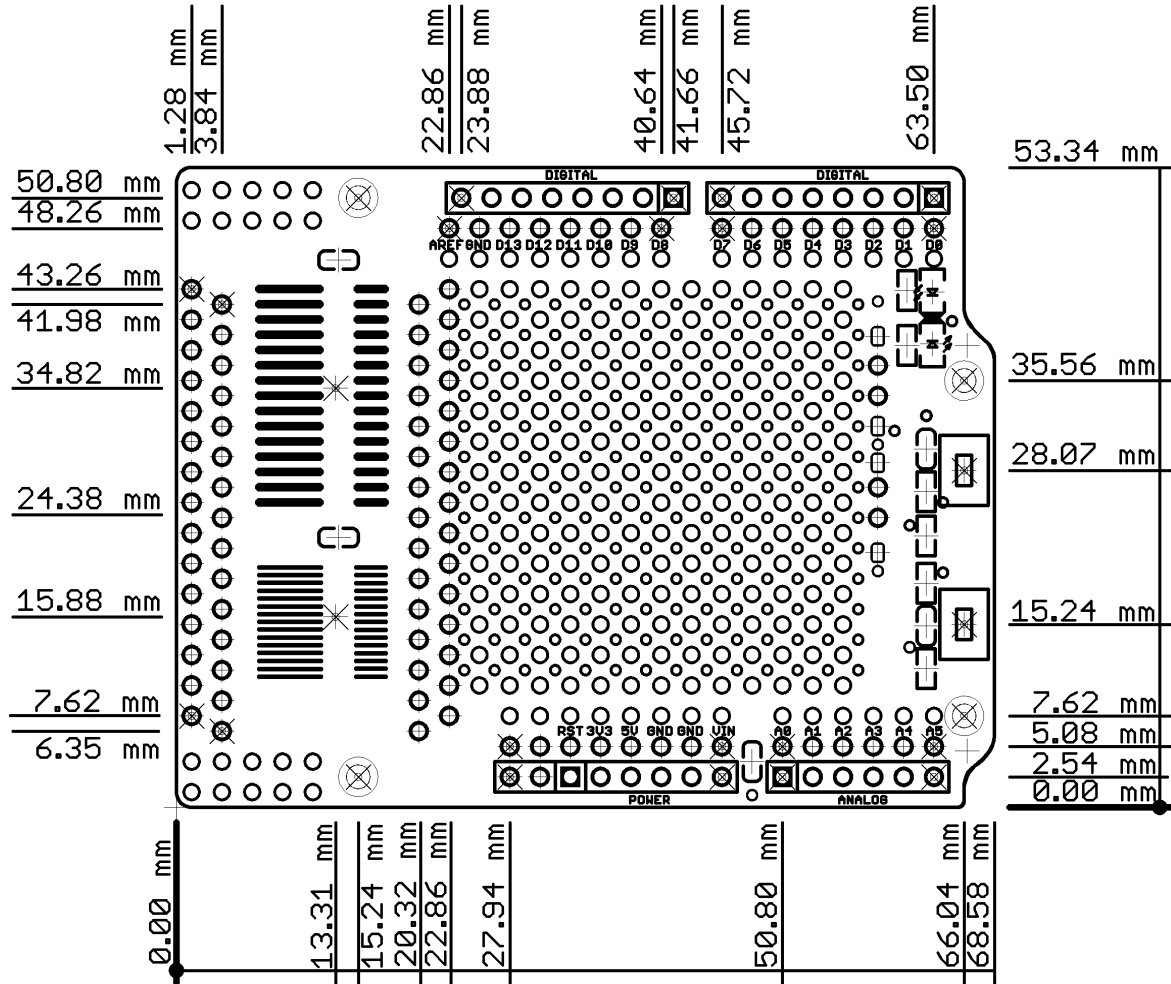 1.28 mm
3.84 mm
22.86 mm
23.88 mm
40.64 mm
41.66 mm
45.72 mm
63.50 mm
53.34 mm
50.80 mm
48.26 mm
43.26 mm
41.98 mm
34.82 mm
24.38 mm
15.88 mm
7.62 mm
6.35 mm
DIGITAL DIGITAL
AREF GND D13 D12 D11 D10 D9 D8 D7 D6 D5 D4 D3 D2 D1 D0
RST 3V3 5V GND GND VIN A0 A1 A2 A3 A4 A5
POWER ANALOG
35.56 mm
28.07 mm
15.24 mm
7.62 mm
5.08 mm
2.54 mm
0.00 mm
0.00 mm
13.31 mm
15.24 mm
20.32 mm
22.86 mm
27.94 mm
50.80 mm
66.04 mm
68.58 mm